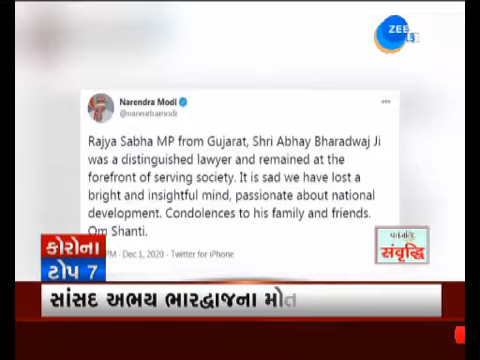 ZEE
Narendra Modi
@narendramodi
Rajya Sabha MP from Gujarat, Shri Abhay Bharadwaj Ji
was a distinguished lawyer and remained at the
forefront of serving society. It is sad we have lost a
bright and insightful mind, passionate about national
development. Condolences to his family and friends.
Om Shanti.
PM · Dec 1, 2020 · Twitter for iPhone
કોરોના
ટોપ 7
સંવૃદ્ધિ
સાંસદ અભય ભારદ્વાજના મોત